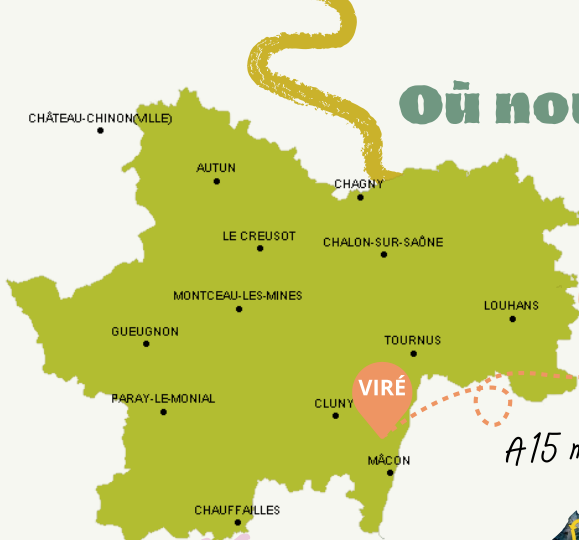 Où nou
CHÂTEAU-CHINON(VILLE)
AUTUN
CHAGNY
LE CREUSOT
CHALON-SUR-SAÔNE
MONTCEAU-LES-MINES
LOUHANS
GUEUGNON
TOURNUS
VIRÉ
PARAY-LE-MONIAL
CLUNY
A 15 m
MÂCON
CHAUFFAILLES